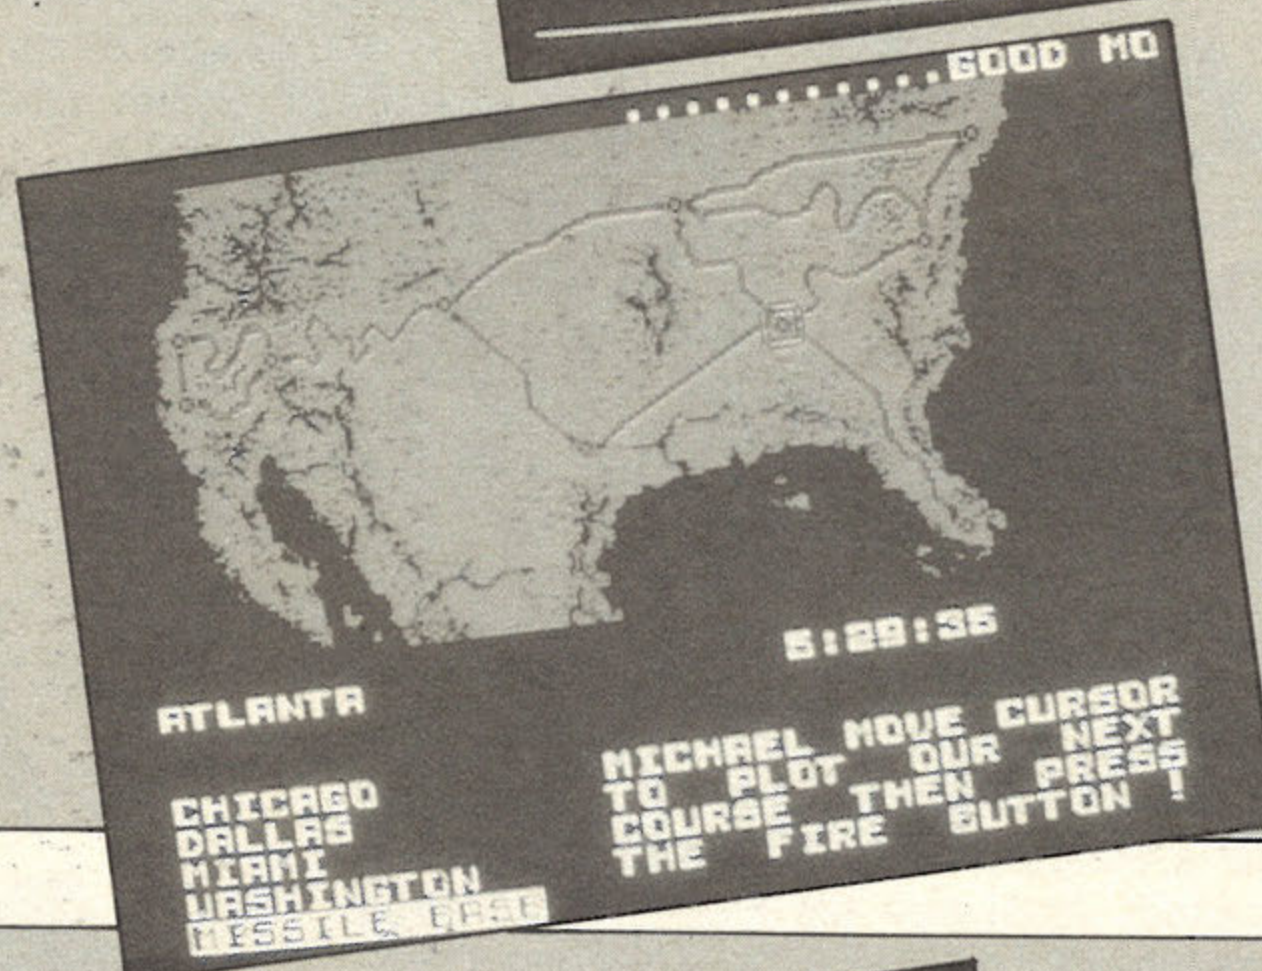 ...........GOOD MO
5:29:36
ATLANTA
CHICAGO
DALLAS
MIAMI
WASHINGTON
MISSILE BASE
MICHAEL MOVE CURSOR
TO PLOT OUR NEXT
COURSE THEN PRESS
THE FIRE BUTTON !